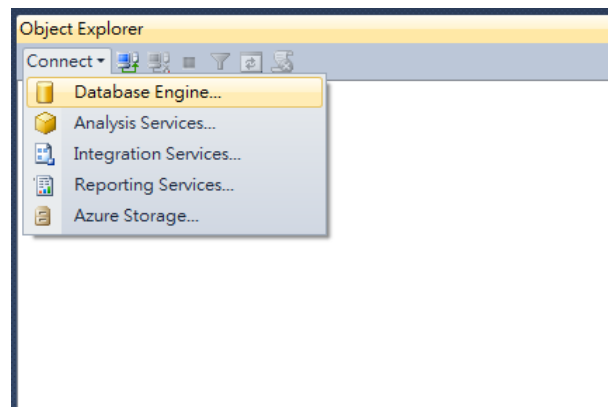 Object Explorer
Connect
Database Engine...
Analysis Services...
Integration Services...
Reporting Services...
Azure Storage...